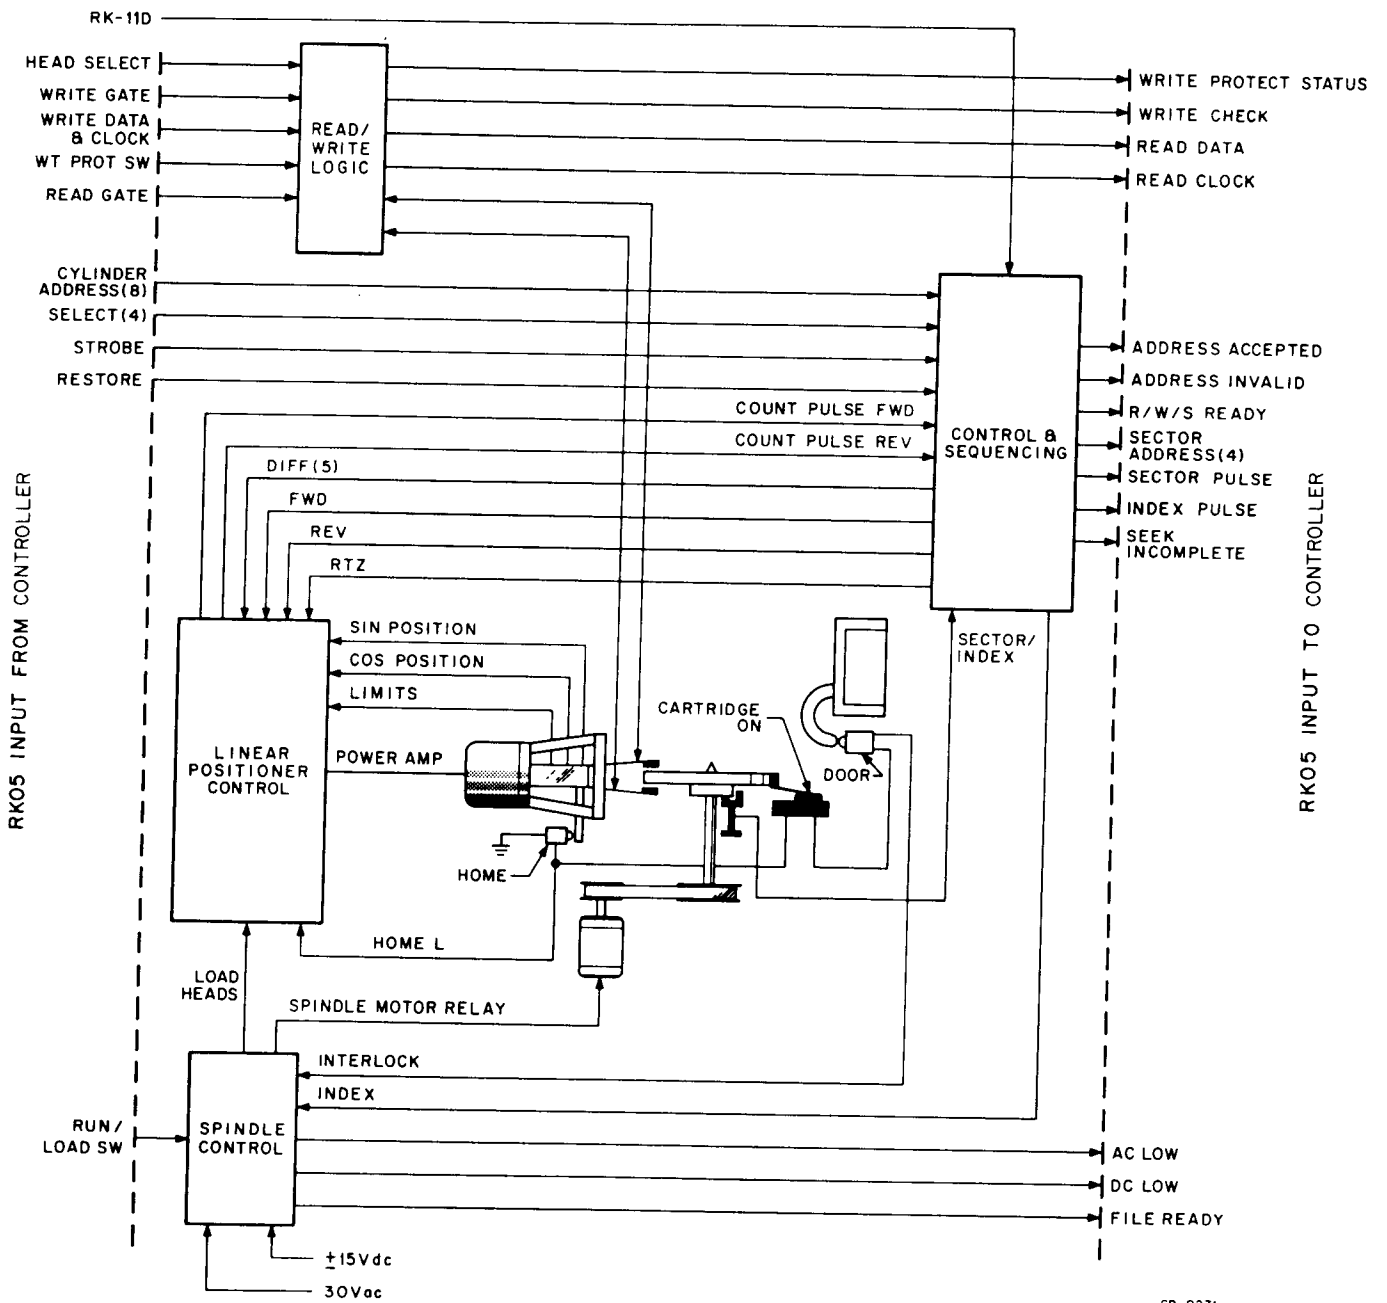 RK-11D
HEAD SELECT
WRITE GATE
WRITE DATA
& CLOCK
WT PROT SW
READ GATE
READ/
WRITE
LOGIC
WRITE PROTECT STATUS
WRITE CHECK
READ DATA
READ CLOCK
CYLINDER
ADDRESS(8)
SELECT(4)
STROBE
RESTORE
COUNT PULSE FWD
COUNT PULSE REV
DIFF(5)
FWD
REV
RTZ
CONTROL &
SEQUENCING
ADDRESS ACCEPTED
ADDRESS INVALID
R/W/S READY
SECTOR
ADDRESS(4)
SECTOR PULSE
INDEX PULSE
SEEK
INCOMPLETE
RK05 INPUT FROM CONTROLLER
RK05 INPUT TO CONTROLLER
SIN POSITION
COS POSITION
LIMITS
POWER AMP
LINEAR
POSITIONER
CONTROL
SECTOR/
INDEX
CARTRIDGE
ON
DOOR
HOME
HOME L
LOAD
HEADS
SPINDLE MOTOR RELAY
INTERLOCK
INDEX
RUN/
LOAD SW
SPINDLE
CONTROL
AC LOW
DC LOW
FILE READY
±15Vdc
30Vac